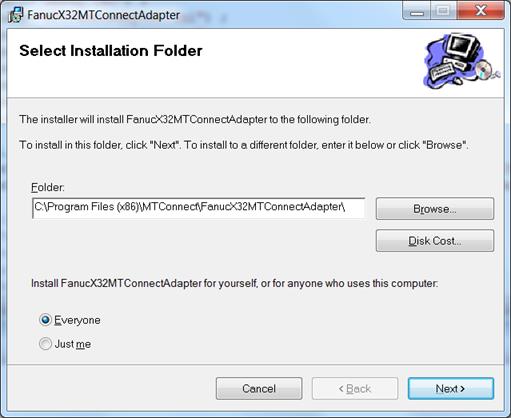 FanucX32MTConnectAdapter
Select Installation Folder
The installer will install FanucX32MTConnectAdapter to the following folder.
To install in this folder, click "Next". To install to a different folder, enter it below or click "Browse".
Folder:
C:\Program Files (x86)\MTConnect\FanucX32MTConnectAdapter\
Browse...
Disk Cost...
Install FanucX32MTConnectAdapter for yourself, or for anyone who uses this computer:
Everyone
Just me
Cancel
< Back
Next >